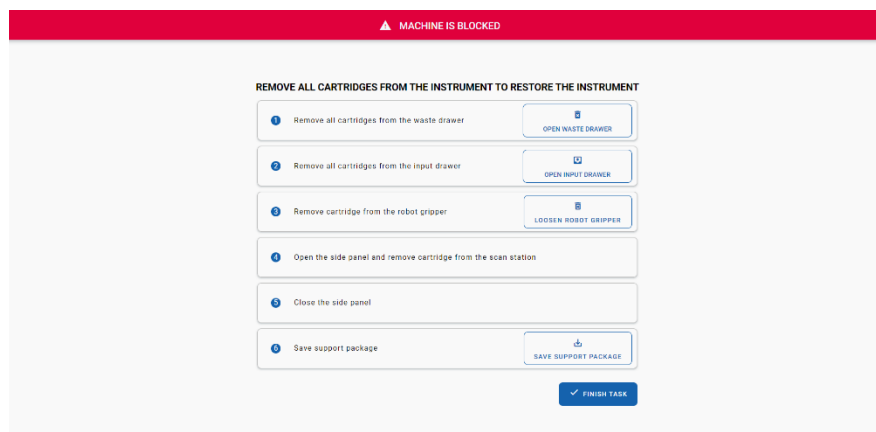 MACHINE IS BLOCKED
REMOVE ALL CARTRIDGES FROM THE INSTRUMENT TO RESTORE THE INSTRUMENT
1 Remove all cartridges from the waste drawer
OPEN WASTE DRAWER
2 Remove all cartridges from the input drawer
OPEN INPUT DRAWER
3 Remove cartridge from the robot gripper
LOOSEN ROBOT GRIPPER
4 Open the side panel and remove cartridge from the scan station
5 Close the side panel
6 Save support package
SAVE SUPPORT PACKAGE
FINISH TASK